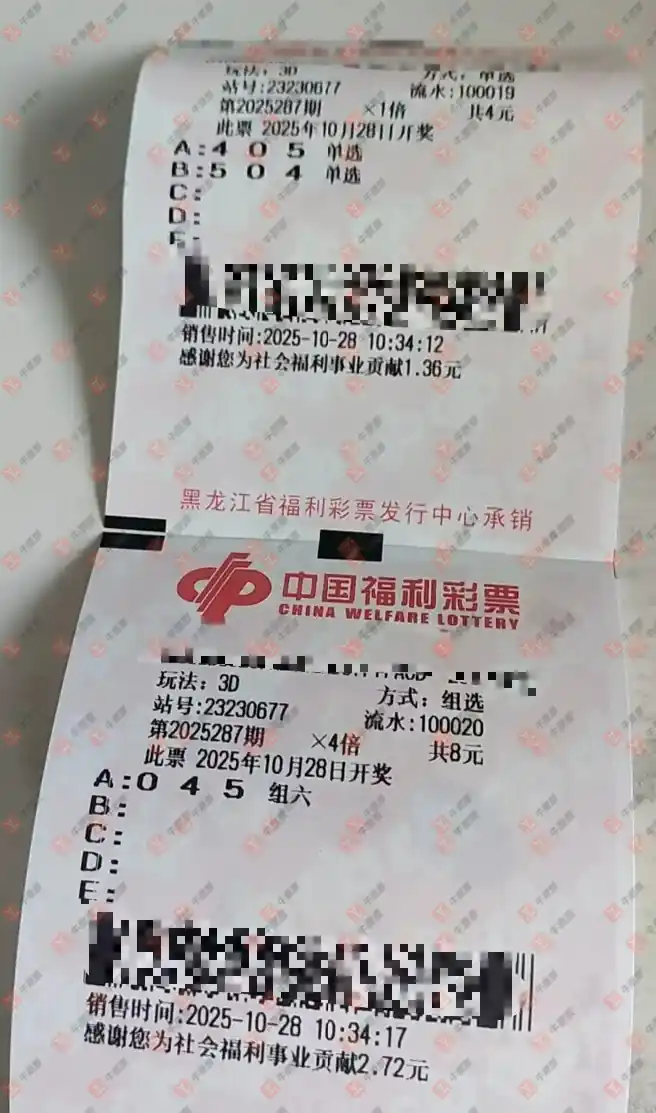 玩法：3D 方式：单选
站号:23230677 流水:100019
第2025287期 ×1倍 共4元
此票 2025年10月28日开奖
A:4 0 5 单选
B:5 0 4 单选
C:
D:
E:
销售时间:2025-10-28 10:34:12
感谢您为社会福利事业贡献1.36元
黑龙江省福利彩票发行中心承销
中国福利彩票
CHINA WELFARE LOTTERY
玩法：3D 方式：组选
站号:23230677 流水:100020
第2025287期 ×4倍 共8元
此票 2025年10月28日开奖
A:0 4 5 组六
B:
C:
D:
E:
销售时间:2025-10-28 10:34:17
感谢您为社会福利事业贡献2.72元